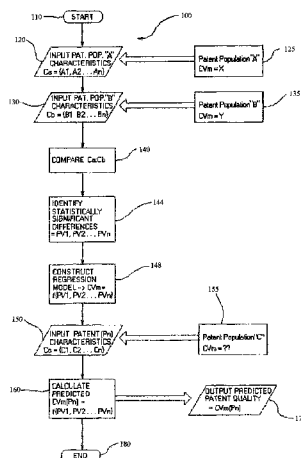 110
START
100
120
INPUT PAT. POP. "A"
CHARACTERISTICS
Ca = {A1, A2 . . . An}
Patent Population "A"
CVm = X
125
130
INPUT PAT. POP. "B"
CHARACTERISTICS
Cb = {B1, B2 . . . Bn}
Patent Population "B"
CVm = Y
135
COMPARE Ca:Cb
140
IDENTIFY
STATISTICALLY
SIGNIFICANT
DIFFERENCES
= PV1, PV2 . . . PVn
144
CONSTRUCT
REGRESSION
MODEL -> CVm=
f(PV1, PV2 . . . PVn)
148
150
INPUT, PATENT(Pn)
CHARACTERISTICS
Cc = {C1, C2 . . . Cn}
155
Patent Population "C"
CVm = ??
160
CALCULATE
PREDICTED
CVm(Pn) =
f(PV1, PV2 . . . PVn)
OUTPUT PREDICTED
PATENT QUALITY
= CVm(Pn)
END
180